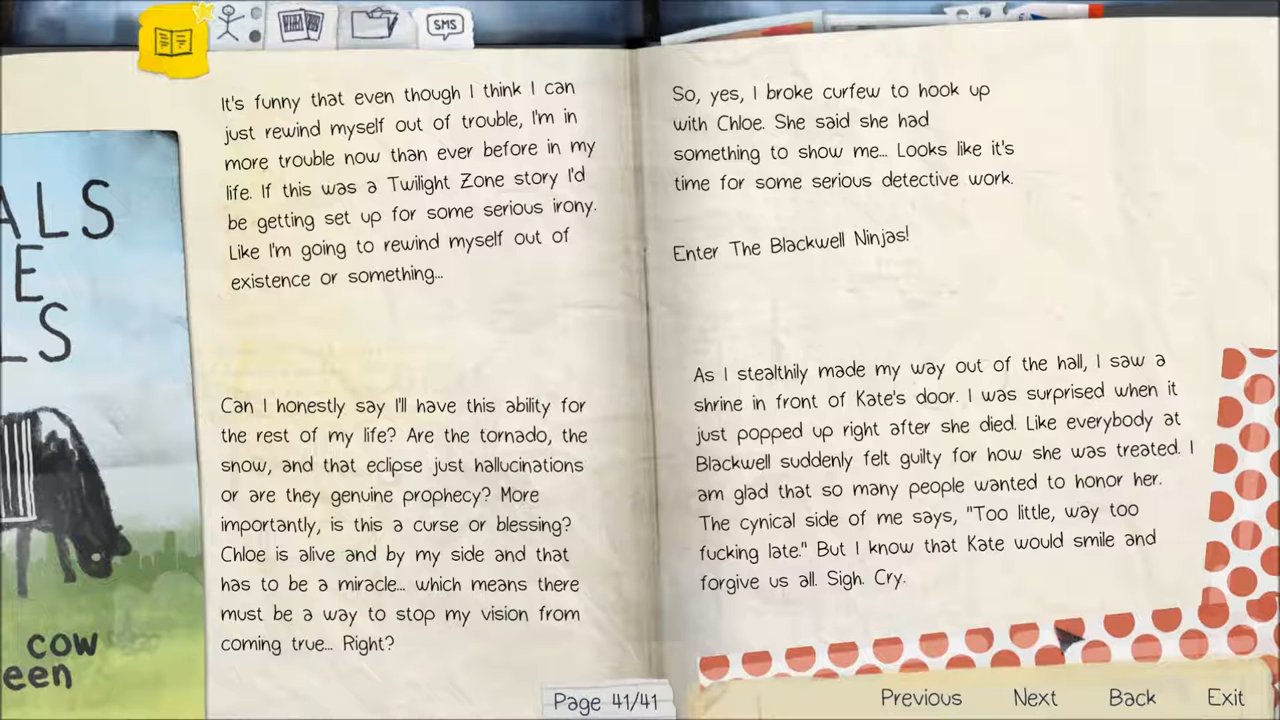 SMS
ALS
E
LS
cow
een
It's funny that even though I think I can
just rewind myself out of trouble, I'm in
more trouble now than ever before in my
life. If this was a Twilight Zone story I'd
be getting set up for some serious irony.
Like I'm going to rewind myself out of
existence or something...
Can I honestly say I'll have this ability for
the rest of my life? Are the tornado, the
snow, and that eclipse just hallucinations
or are they genuine prophecy? More
importantly, is this a curse or blessing?
Chloe is alive and by my side and that
has to be a miracle... which means there
must be a way to stop my vision from
coming true... Right?
So, yes, I broke curfew to hook up
with Chloe. She said she had
something to show me... Looks like it's
time for some serious detective work.
Enter The Blackwell Ninjas!
As I stealthily made my way out of the hall, I saw a
shrine in front of Kate's door. I was surprised when it
just popped up right after she died. Like everybody at
Blackwell suddenly felt guilty for how she was treated. I
am glad that so many people wanted to honor her.
The cynical side of me says, "Too little, way too
fucking late." But I know that Kate would smile and
forgive us all. Sigh. Cry.
Page 41/41
Previous Next Back Exit